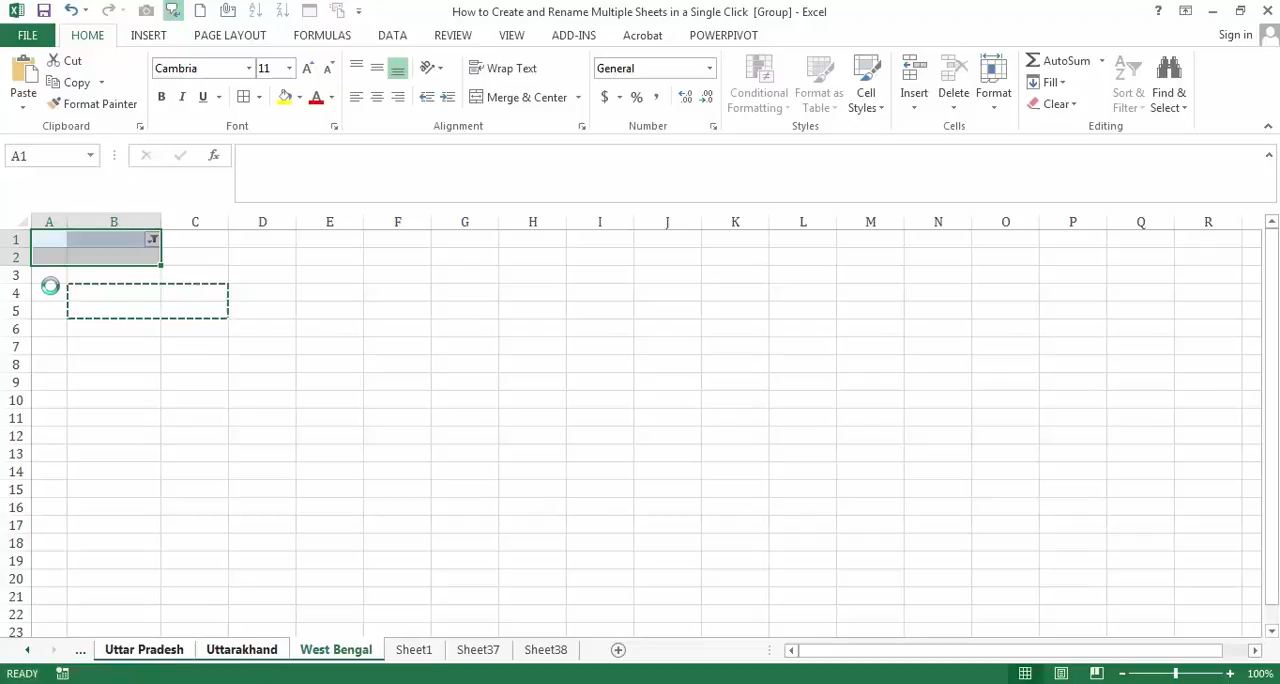 How to Create and Rename Multiple Sheets in a Single Click [Group] - Excel
FILE HOME INSERT PAGE LAYOUT FORMULAS DATA REVIEW VIEW ADD-INS Acrobat POWERPIVOT Sign in
Paste Cut Copy Format Painter
Cambria 11 A A
B I U A
Wrap Text
Merge & Center
General
$ % ,
Conditional Formatting
Format as Table
Cell Styles
Insert Delete Format
AutoSum
Fill
Clear
Sort & Filter
Find & Select
Clipboard Font Alignment Number Styles Cells Editing
A1 fx
A B C D E F G H I J K L M N O P Q R
1
2
3
4
5
6
7
8
9
10
11
12
13
14
15
16
17
18
19
20
21
22
23
... Uttar Pradesh Uttarakhand West Bengal Sheet1 Sheet37 Sheet38
READY 100%